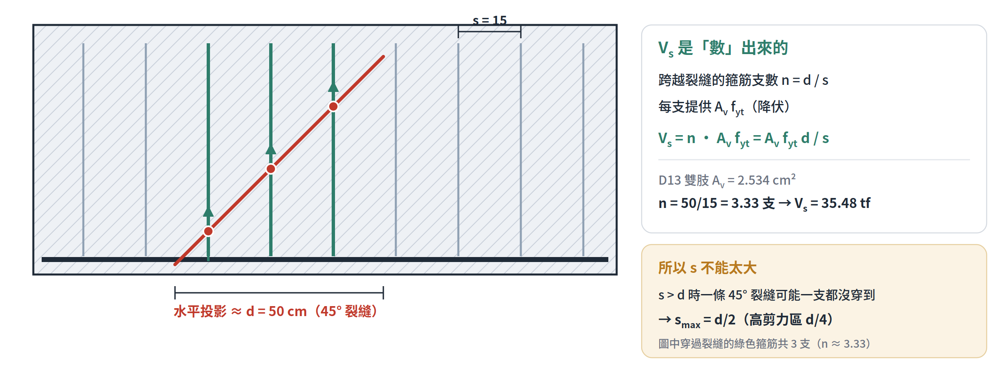 s = 15
水平投影 ≈ d = 50 cm（45° 裂縫）
Vs 是「數」出來的
跨越裂縫的箍筋支數 n = d / s
每支提供 Av fyt（降伏）
Vs = n · Av fyt = Av fyt d / s
D13 雙肢 Av = 2.534 cm²
n = 50/15 = 3.33 支 → Vs = 35.48 tf
所以 s 不能太大
s > d 時一條 45° 裂縫可能一支都沒穿到
→ smax = d/2（高剪力區 d/4）
圖中穿過裂縫的綠色箍筋共 3 支（n ≈ 3.33）